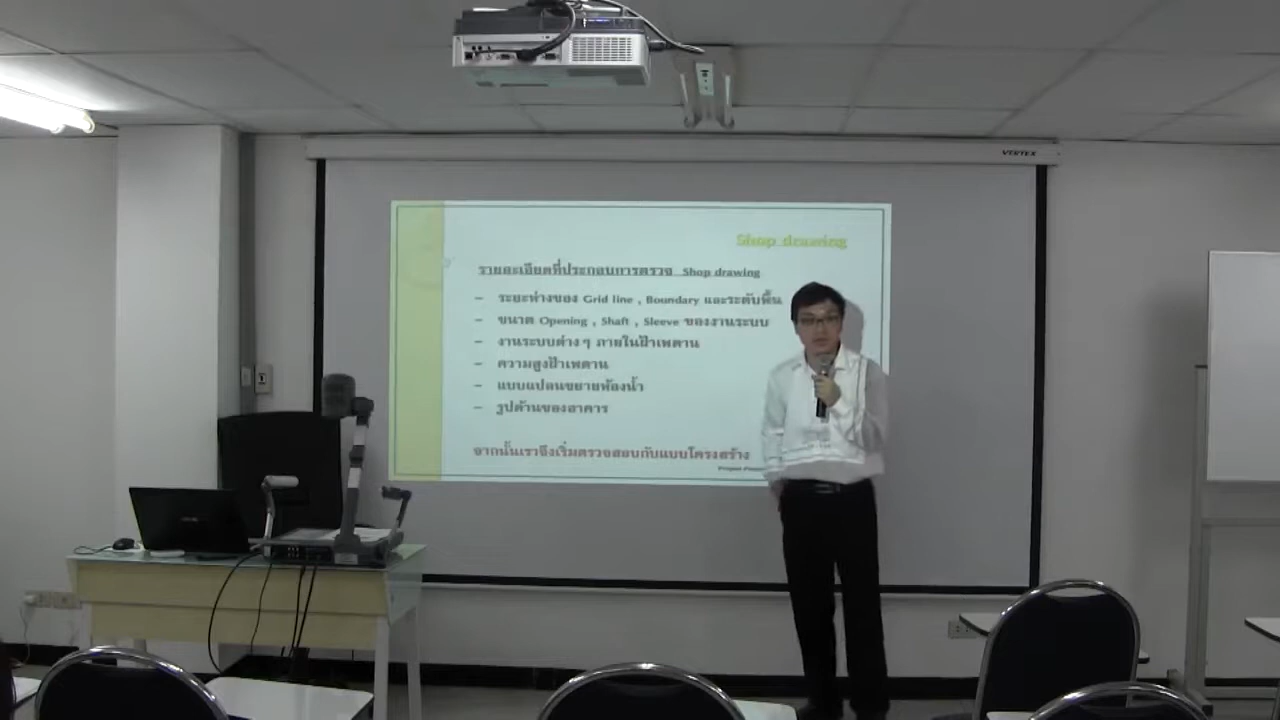 VERTEX
Shop drawing
รายละเอียดที่ประกอบการตรวจ Shop drawing
- ระยะห่างของ Grid line , Boundary และระดับพื้น
- ขนาด Opening , Shaft , Sleeve ของงานระบบ
- งานระบบต่าง ๆ ภายในฝ้าเพดาน
- ความสูงฝ้าเพดาน
- แบบแปลนขยายห้องน้ำ
- รูปด้านของอาคาร
จากนั้นเราจึงเริ่มตรวจสอบกับแบบโครงสร้าง